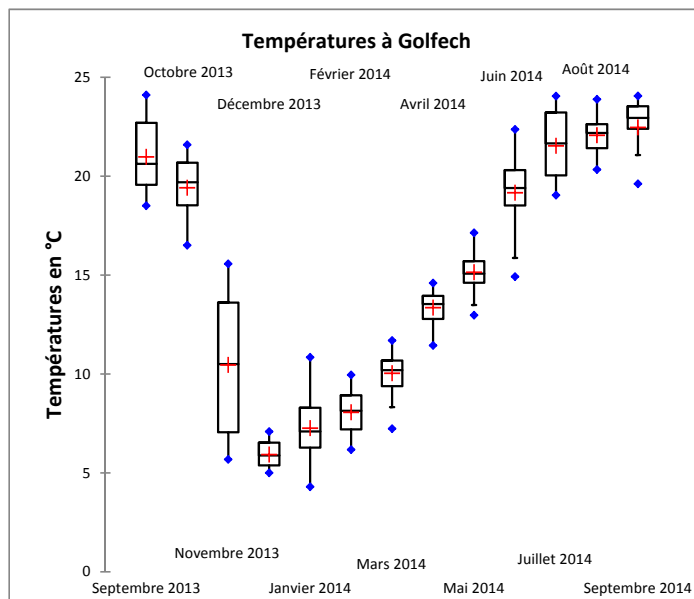 Températures à Golfech
Octobre 2013
Février 2014
Juin 2014
Août 2014
Décembre 2013
Avril 2014
25
20
15
10
5
0
Températures en °C
Novembre 2013
Mars 2014
Juillet 2014
Septembre 2013
Janvier 2014
Mai 2014
Septembre 2014